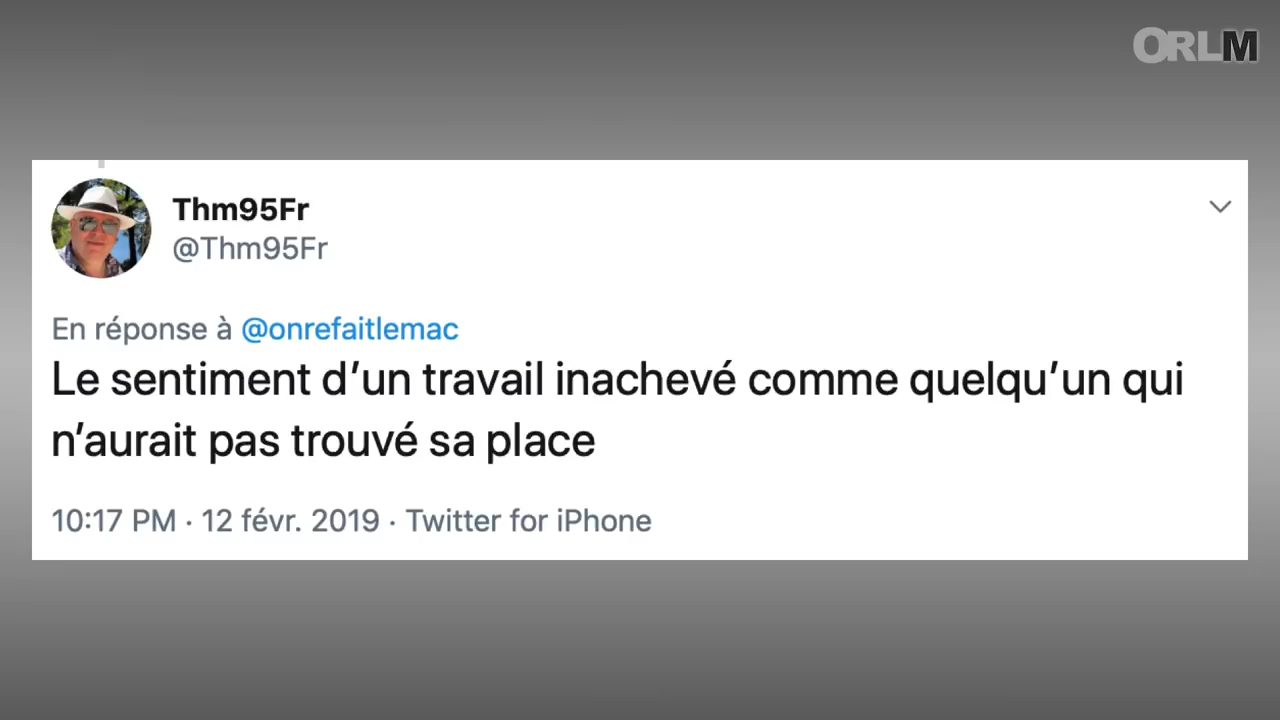 ORLM
Thm95Fr
@Thm95Fr
En réponse à @onrefaitlemac
Le sentiment d’un travail inachevé comme quelqu’un qui
n’aurait pas trouvé sa place
10:17 PM · 12 févr. 2019 · Twitter for iPhone